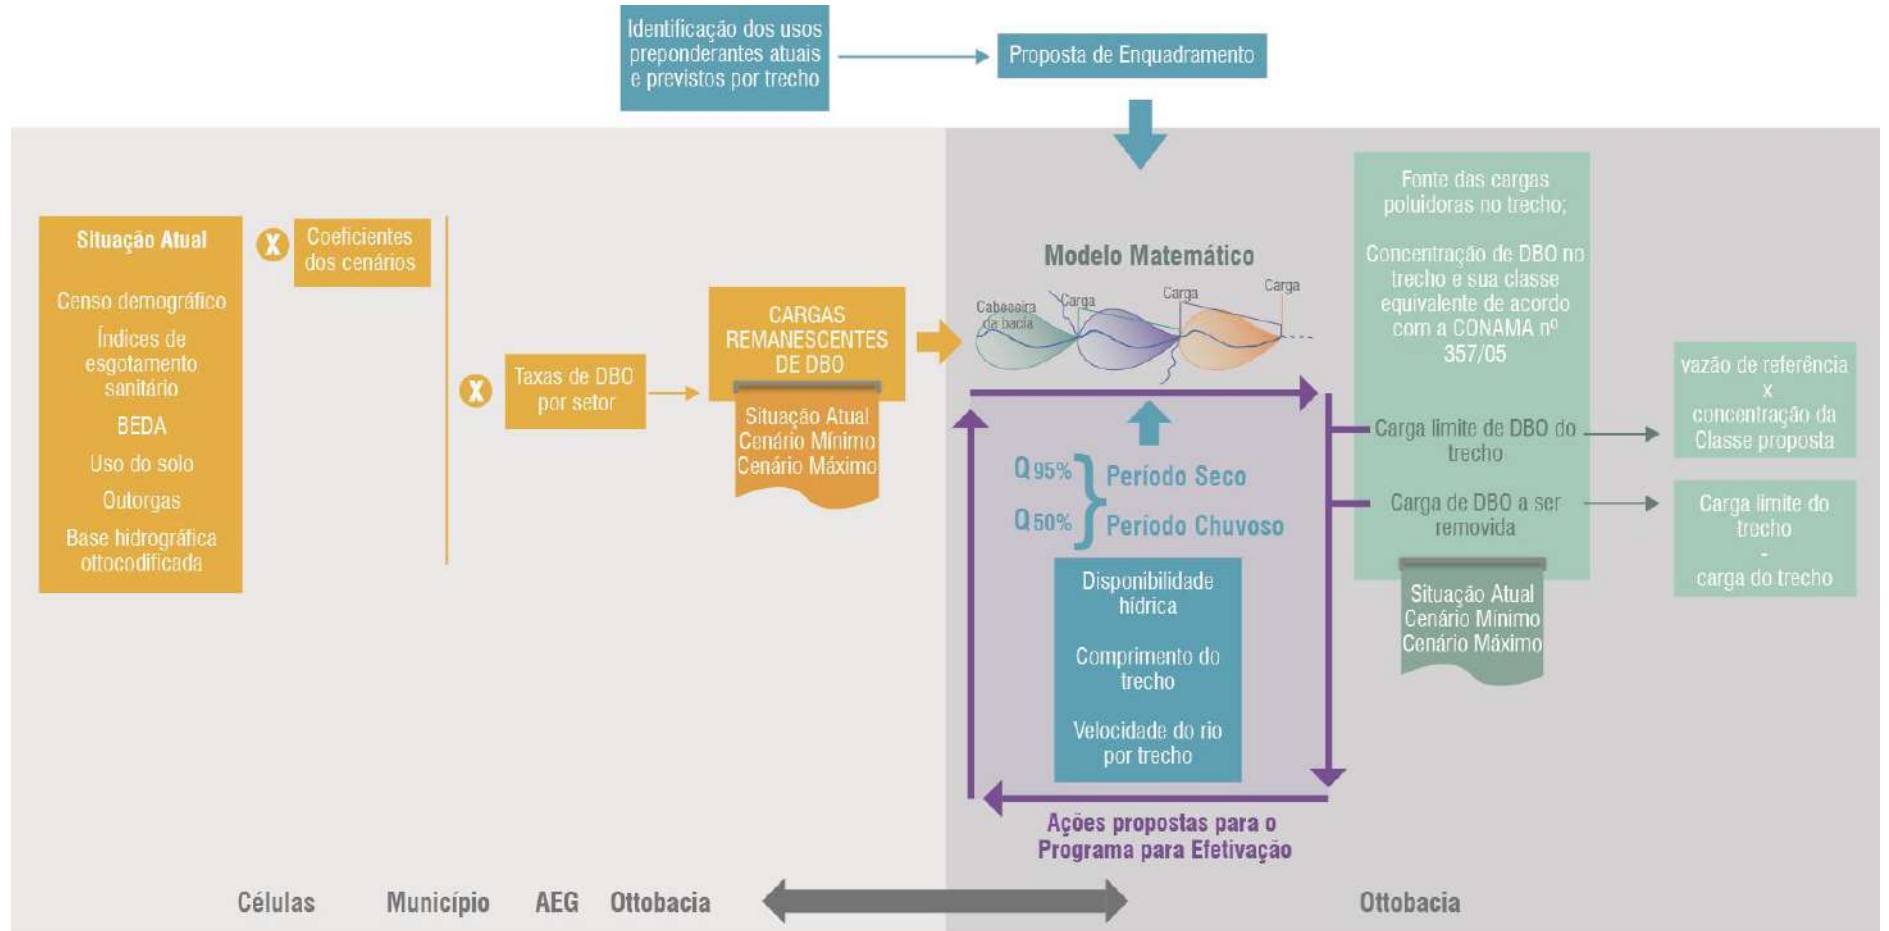 Identificação dos usos
preponderantes atuais
e previstos por trecho
Proposta de Enquadramento
Situação Atual
Censo demográfico
Índices de
esgotamento
sanitário
BEDA
Uso do solo
Outorgas
Base hidrográfica
ottocodificada
X
Coeficientes
dos cenários
X
Taxas de DBO
por setor
CARGAS
REMANESCENTES
DE DBO
Situação Atual
Cenário Mínimo
Cenário Máximo
Modelo Matemático
Cabeceira
da bacia
Carga
Carga
Carga
Q 95%
Período Seco
Q 50%
Período Chuvoso
Disponibilidade
hídrica
Comprimento do
trecho
Velocidade do rio
por trecho
Ações propostas para o
Programa para Efetivação
Fonte das cargas
poluidoras no trecho;
Concentração de DBO no
trecho e sua classe
equivalente de acordo
com a CONAMA nº
357/05
Carga limite de DBO do
trecho
Carga de DBO a ser
removida
Situação Atual
Cenário Mínimo
Cenário Máximo
vazão de referência
x
concentração da
Classe proposta
Carga limite do
trecho
-
carga do trecho
Células
Município
AEG
Ottobacia
Ottobacia